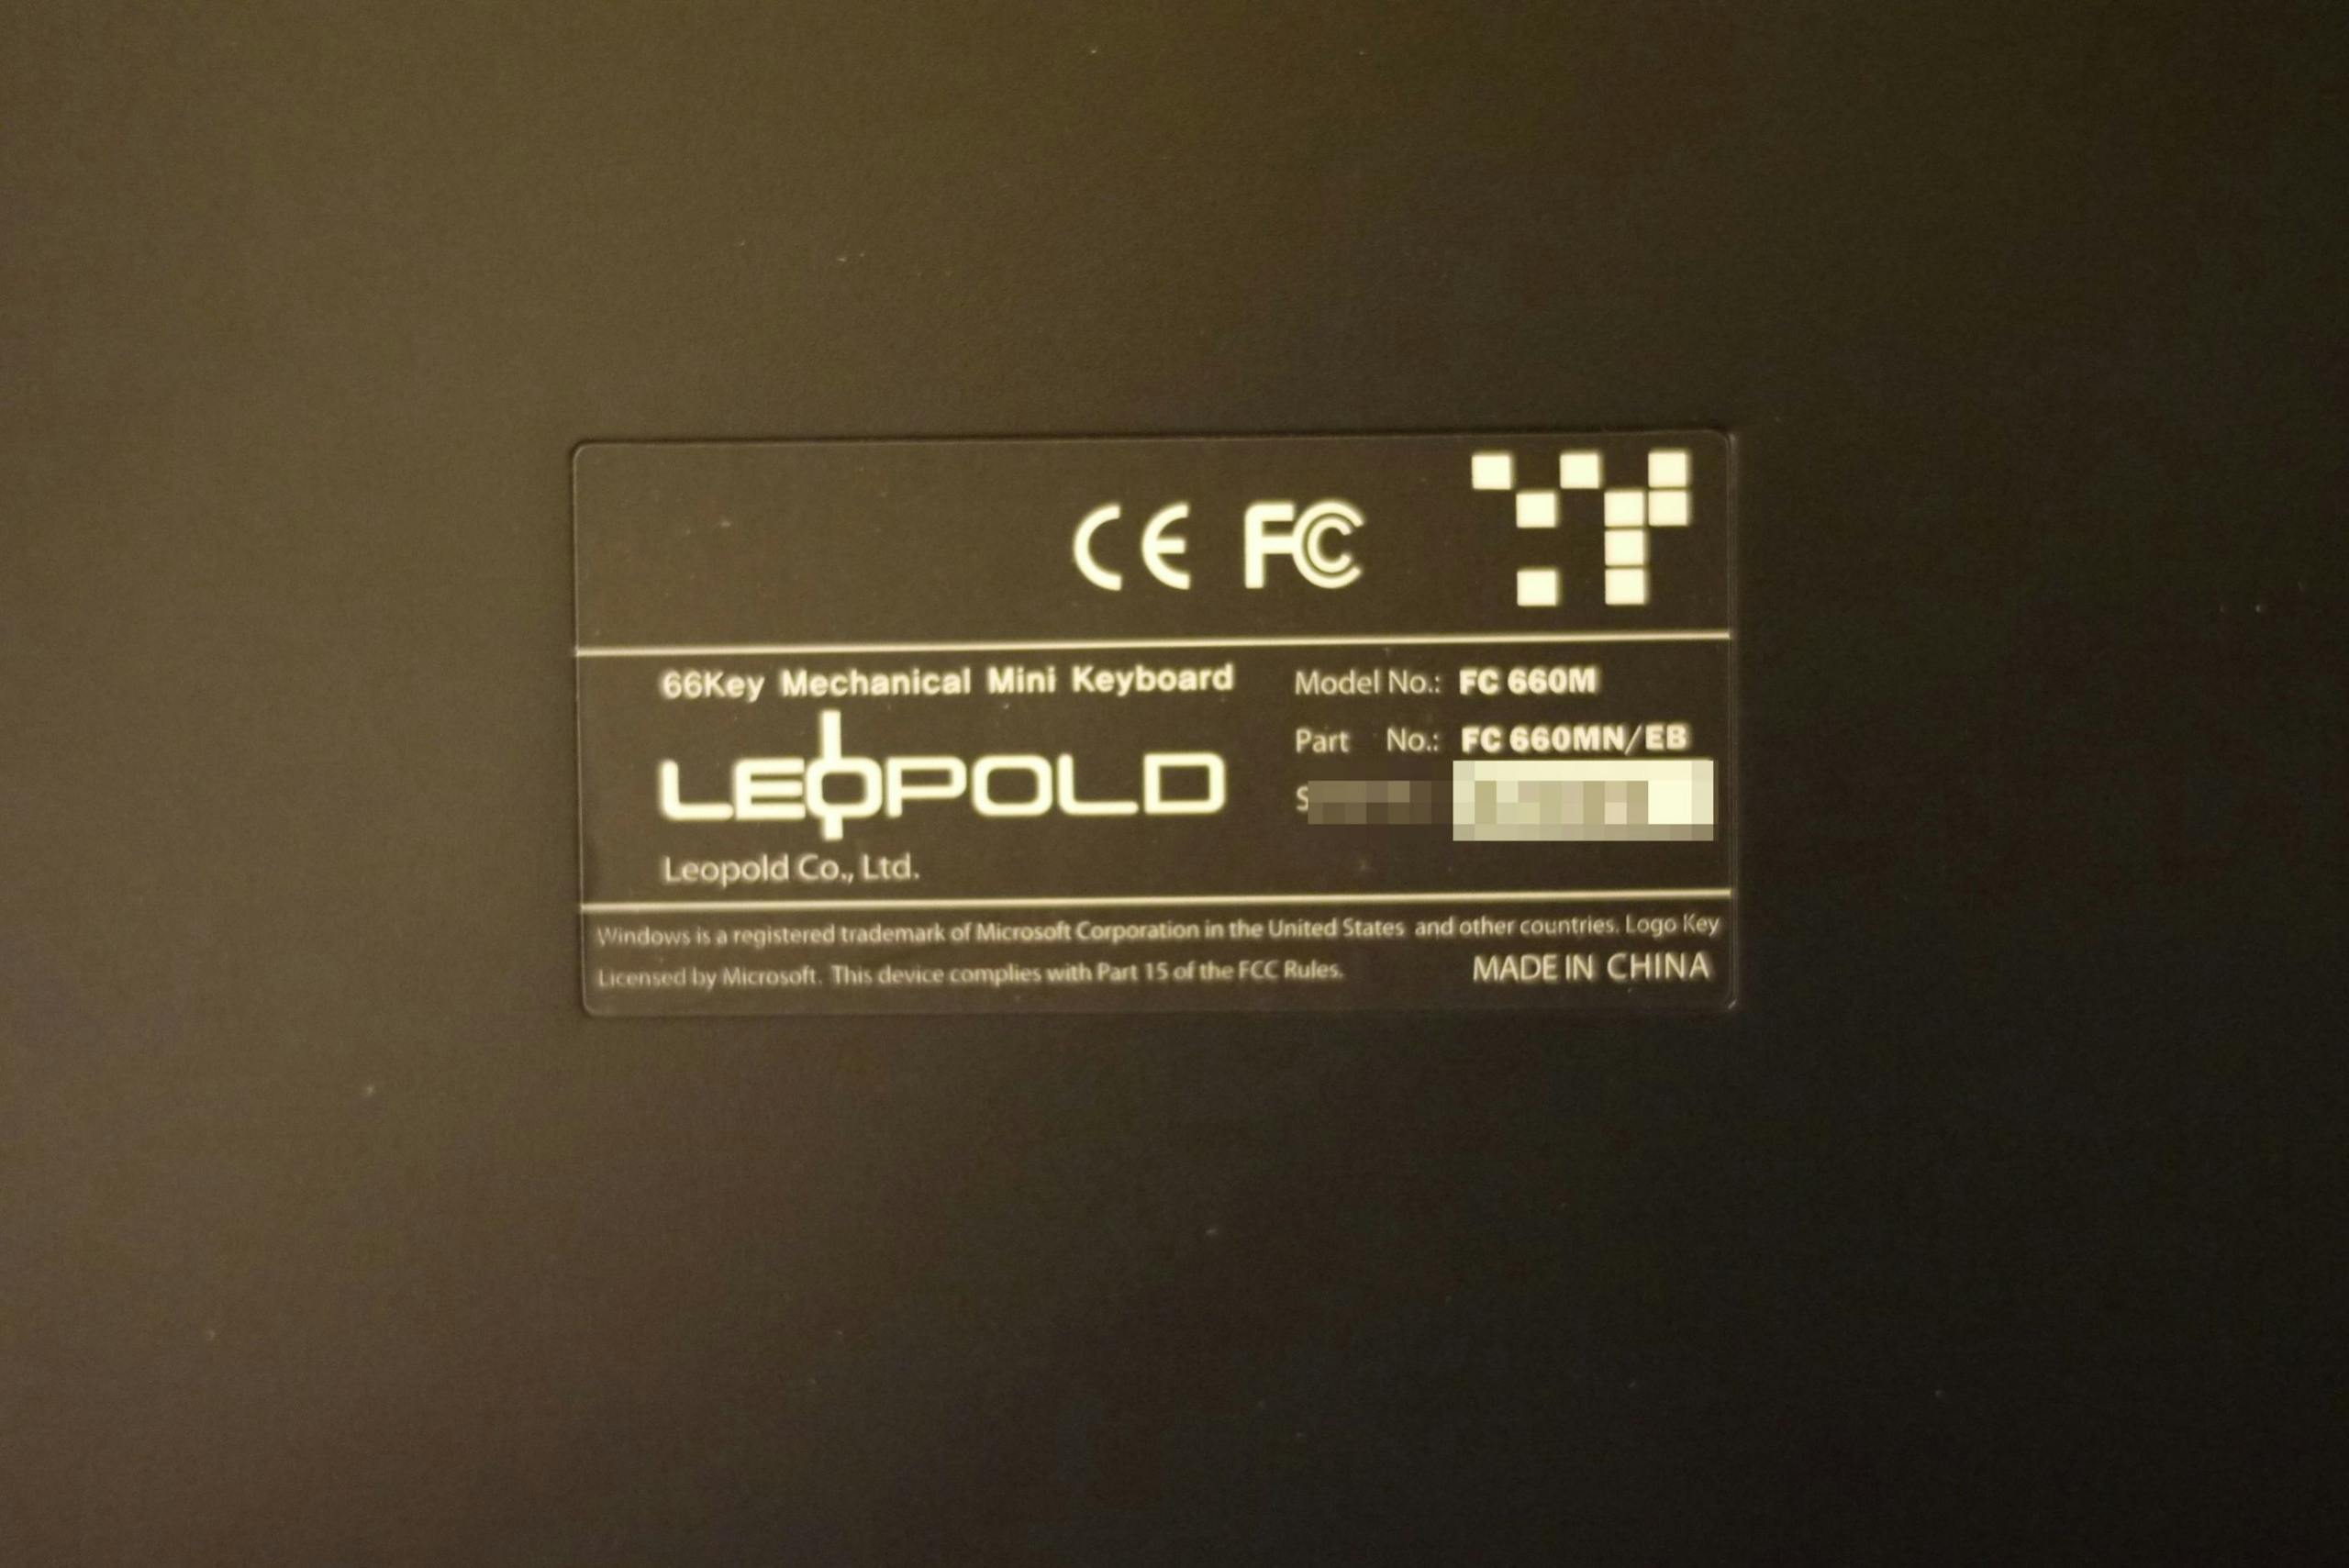 CE FC
66Key Mechanical Mini Keyboard
LEOPOLD
Leopold Co., Ltd.
Model No.: FC 660M
Part No.: FC 660MN/EB
Windows is a registered trademark of Microsoft Corporation in the United States and other countries. Logo Key
Licensed by Microsoft. This device complies with Part 15 of the FCC Rules.
MADE IN CHINA